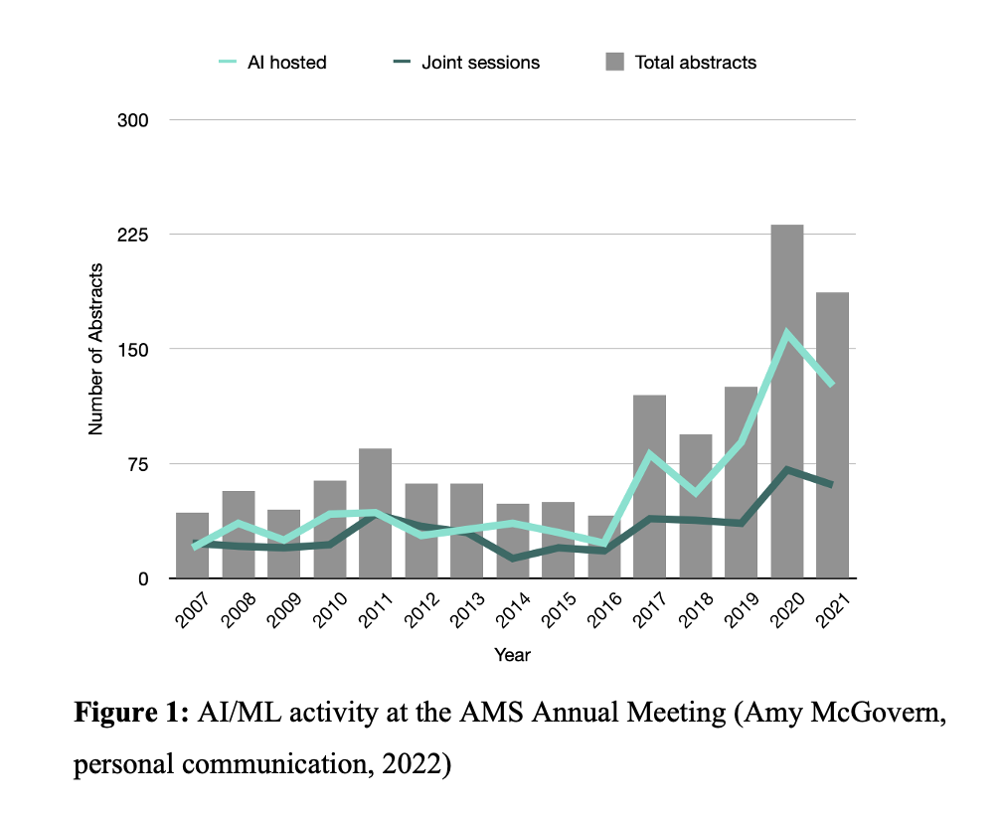 AI hosted Joint sessions Total abstracts
300
225
150
75
0
Number of Abstracts
2007 2008 2009 2010 2011 2012 2013 2014 2015 2016 2017 2018 2019 2020 2021
Year
Figure 1: AI/ML activity at the AMS Annual Meeting (Amy McGovern,
personal communication, 2022)